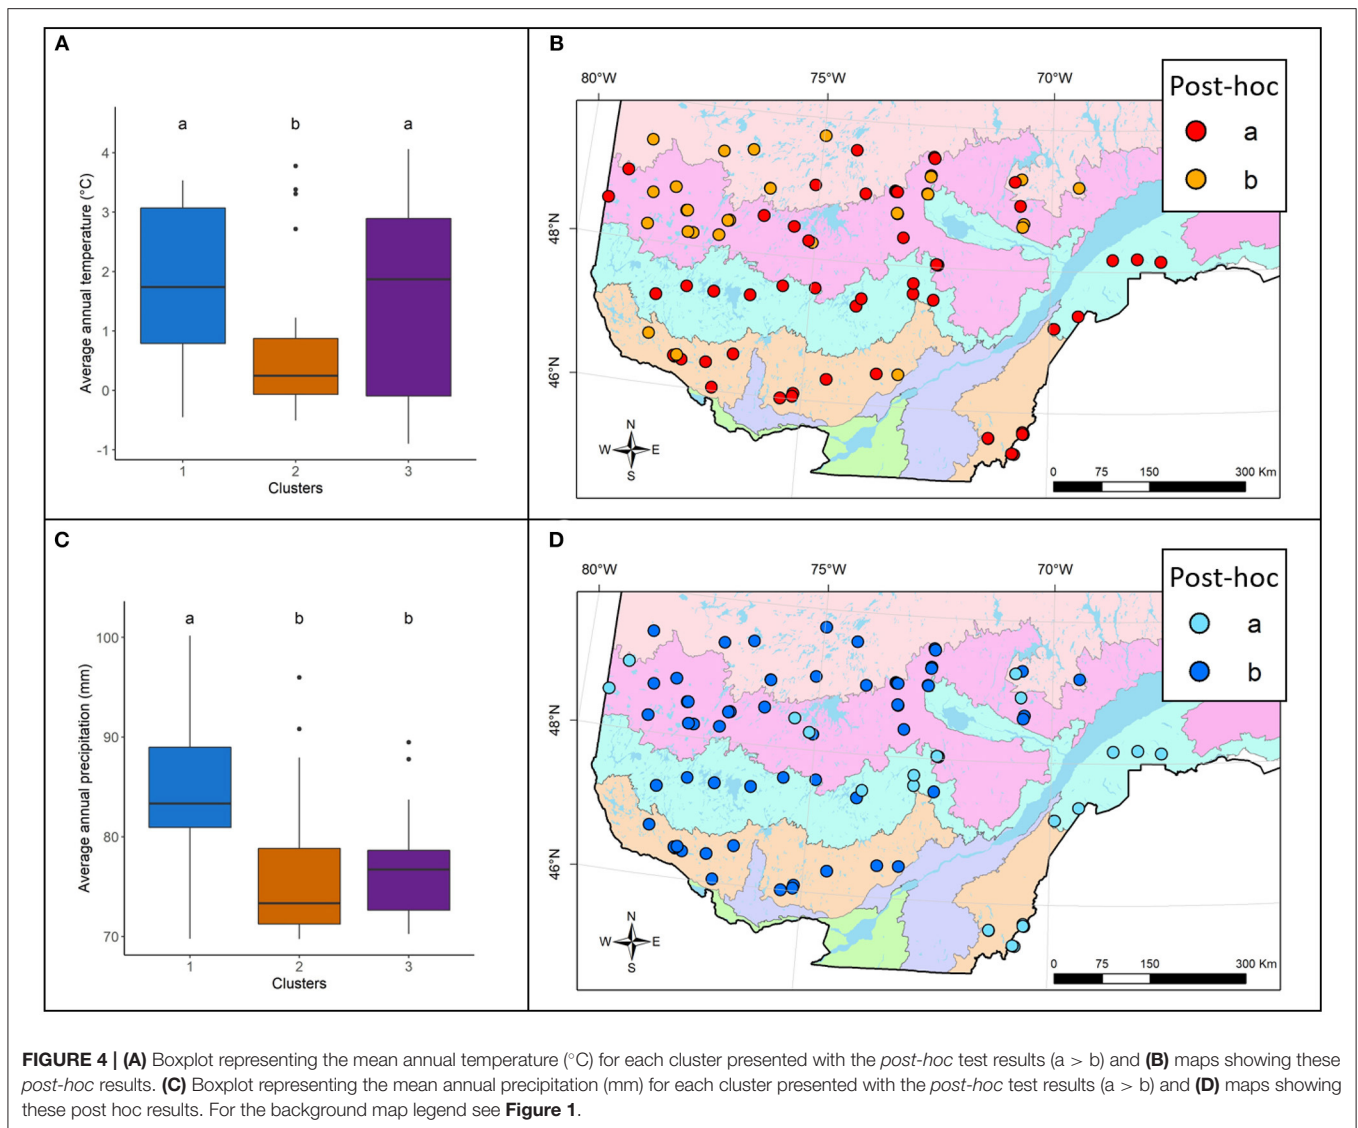 A
a
b
a
4
3
2
1
0
-1
Average annual temperature (°C)
1
2
3
Clusters
B
80°W
75°W
70°W
48°N
46°N
Post-hoc
a
b
N
W
E
S
0
75
150
300 Km
C
a
b
b
100
90
80
70
Average annual precipitation (mm)
1
2
3
Clusters
D
80°W
75°W
70°W
48°N
46°N
Post-hoc
a
b
N
W
E
S
0
75
150
300 Km
FIGURE 4 | (A) Boxplot representing the mean annual temperature (°C) for each cluster presented with the post-hoc test results (a > b) and (B) maps showing these
post-hoc results. (C) Boxplot representing the mean annual precipitation (mm) for each cluster presented with the post-hoc test results (a > b) and (D) maps showing
these post hoc results. For the background map legend see Figure 1.